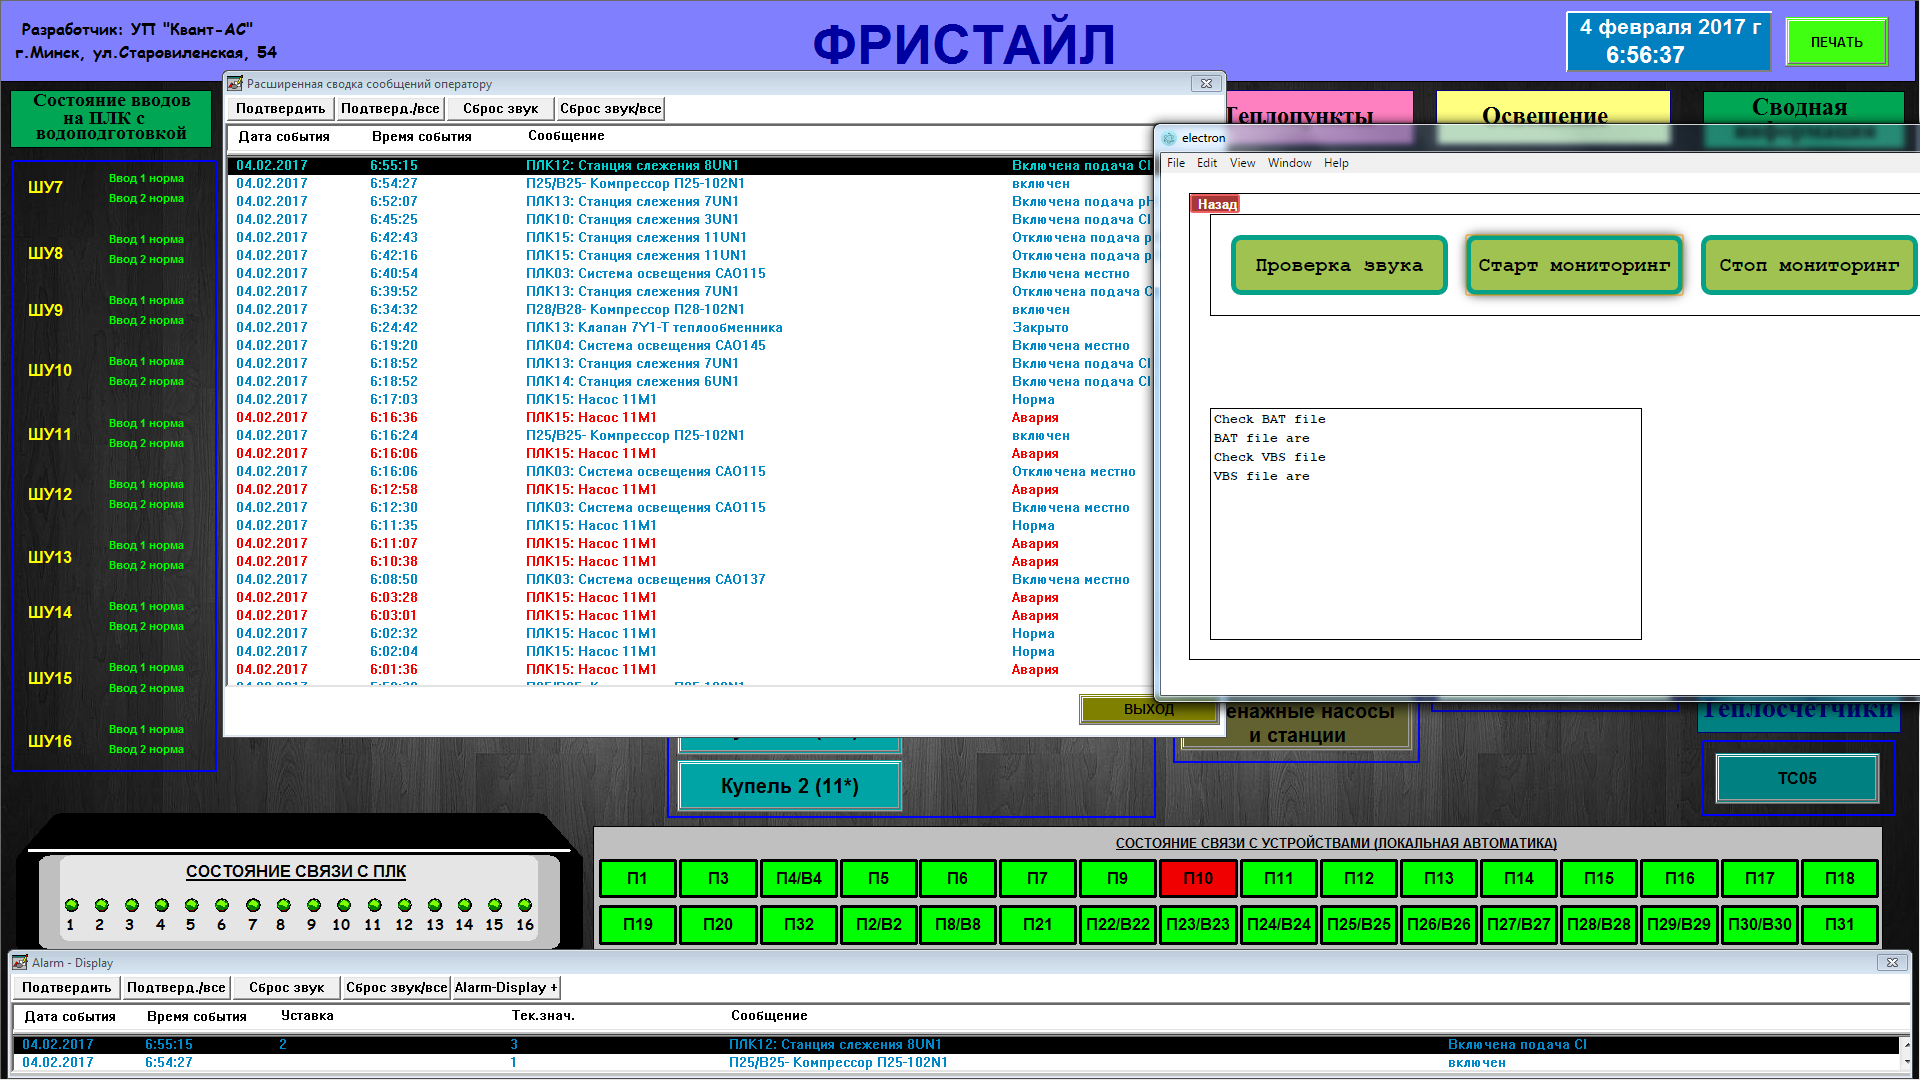 Разработчик: УП "Квант-АС"
г.Минск, ул.Старовиленская, 54
ФРИСТАЙЛ
4 февраля 2017 г
6:56:37
ПЕЧАТЬ
Состояние вводов
на ПЛК с
водоподготовкой
ШУ7
Ввод 1 норма
Ввод 2 норма
ШУ8
Ввод 1 норма
Ввод 2 норма
ШУ9
Ввод 1 норма
Ввод 2 норма
ШУ10
Ввод 1 норма
Ввод 2 норма
ШУ11
Ввод 1 норма
Ввод 2 норма
ШУ12
Ввод 1 норма
Ввод 2 норма
ШУ13
Ввод 1 норма
Ввод 2 норма
ШУ14
Ввод 1 норма
Ввод 2 норма
ШУ15
Ввод 1 норма
Ввод 2 норма
ШУ16
Ввод 1 норма
Ввод 2 норма
Расширенная сводка сообщений оператору
Подтвердить Подтверд./все Сброс звук Сброс звук/все
Дата события Время события Сообщение
04.02.2017 6:55:15 ПЛК12: Станция слежения 8UN1 Включена подача Cl
04.02.2017 6:54:27 П25/В25- Компрессор П25-102N1 включен
04.02.2017 6:52:07 ПЛК13: Станция слежения 7UN1 Включена подача pH
04.02.2017 6:45:25 ПЛК10: Станция слежения 3UN1 Включена подача Cl
04.02.2017 6:42:43 ПЛК15: Станция слежения 11UN1 Отключена подача
04.02.2017 6:42:16 ПЛК15: Станция слежения 11UN1 Отключена подача
04.02.2017 6:40:54 ПЛК03: Система освещения САО115 Включена местно
04.02.2017 6:39:52 ПЛК13: Станция слежения 7UN1 Отключена подача
04.02.2017 6:34:32 П28/В28- Компрессор П28-102N1 включен
04.02.2017 6:24:42 ПЛК13: Клапан 7Y1-T теплообменника Закрыто
04.02.2017 6:19:20 ПЛК04: Система освещения САО145 Включена местно
04.02.2017 6:18:52 ПЛК13: Станция слежения 7UN1 Включена подача Cl
04.02.2017 6:18:52 ПЛК14: Станция слежения 6UN1 Включена подача Cl
04.02.2017 6:17:03 ПЛК15: Насос 11M1 Норма
04.02.2017 6:16:36 ПЛК15: Насос 11M1 Авария
04.02.2017 6:16:24 П25/В25- Компрессор П25-102N1 включен
04.02.2017 6:16:06 ПЛК15: Насос 11M1 Авария
04.02.2017 6:16:06 ПЛК03: Система освещения САО115 Отключена местно
04.02.2017 6:12:58 ПЛК15: Насос 11M1 Авария
04.02.2017 6:12:30 ПЛК03: Система освещения САО115 Включена местно
04.02.2017 6:11:35 ПЛК15: Насос 11M1 Норма
04.02.2017 6:11:07 ПЛК15: Насос 11M1 Авария
04.02.2017 6:10:38 ПЛК15: Насос 11M1 Авария
04.02.2017 6:08:50 ПЛК03: Система освещения САО137 Включена местно
04.02.2017 6:03:28 ПЛК15: Насос 11M1 Авария
04.02.2017 6:03:01 ПЛК15: Насос 11M1 Авария
04.02.2017 6:02:32 ПЛК15: Насос 11M1 Норма
04.02.2017 6:02:04 ПЛК15: Насос 11M1 Норма
04.02.2017 6:01:36 ПЛК15: Насос 11M1 Авария
ВЫХОД
Теплопункты
Освещение
Сводная
информация
electron
File Edit View Window Help
Назад
Проверка звука Старт мониторинг Стоп мониторинг
Check BAT file
BAT file are
Check VBS file
VBS file are
енажные насосы
и станции
Теплосчетчики
ТС05
Купель 2 (11*)
СОСТОЯНИЕ СВЯЗИ С ПЛК
1 2 3 4 5 6 7 8 9 10 11 12 13 14 15 16
СОСТОЯНИЕ СВЯЗИ С УСТРОЙСТВАМИ (ЛОКАЛЬНАЯ АВТОМАТИКА)
П1 П3 П4/В4 П5 П6 П7 П9 П10 П11 П12 П13 П14 П15 П16 П17 П18
П19 П20 П32 П2/В2 П8/В8 П21 П22/В22 П23/В23 П24/В24 П25/В25 П26/В26 П27/В27 П28/В28 П29/В29 П30/В30 П31
Alarm - Display
Подтвердить Подтверд./все Сброс звук Сброс звук/все Alarm-Display +
Дата события Время события Уставка Тек.знач. Сообщение
04.02.2017 6:55:15 2 3 ПЛК12: Станция слежения 8UN1 Включена подача Cl
04.02.2017 6:54:27 1 П25/В25- Компрессор П25-102N1 включен